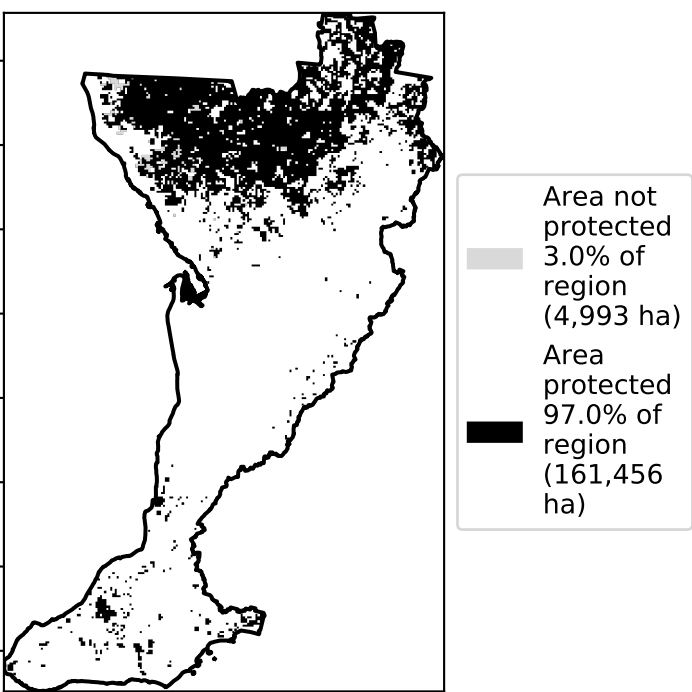 Area not
protected
3.0% of
region
(4,993 ha)
Area
protected
97.0% of
region
(161,456
ha)